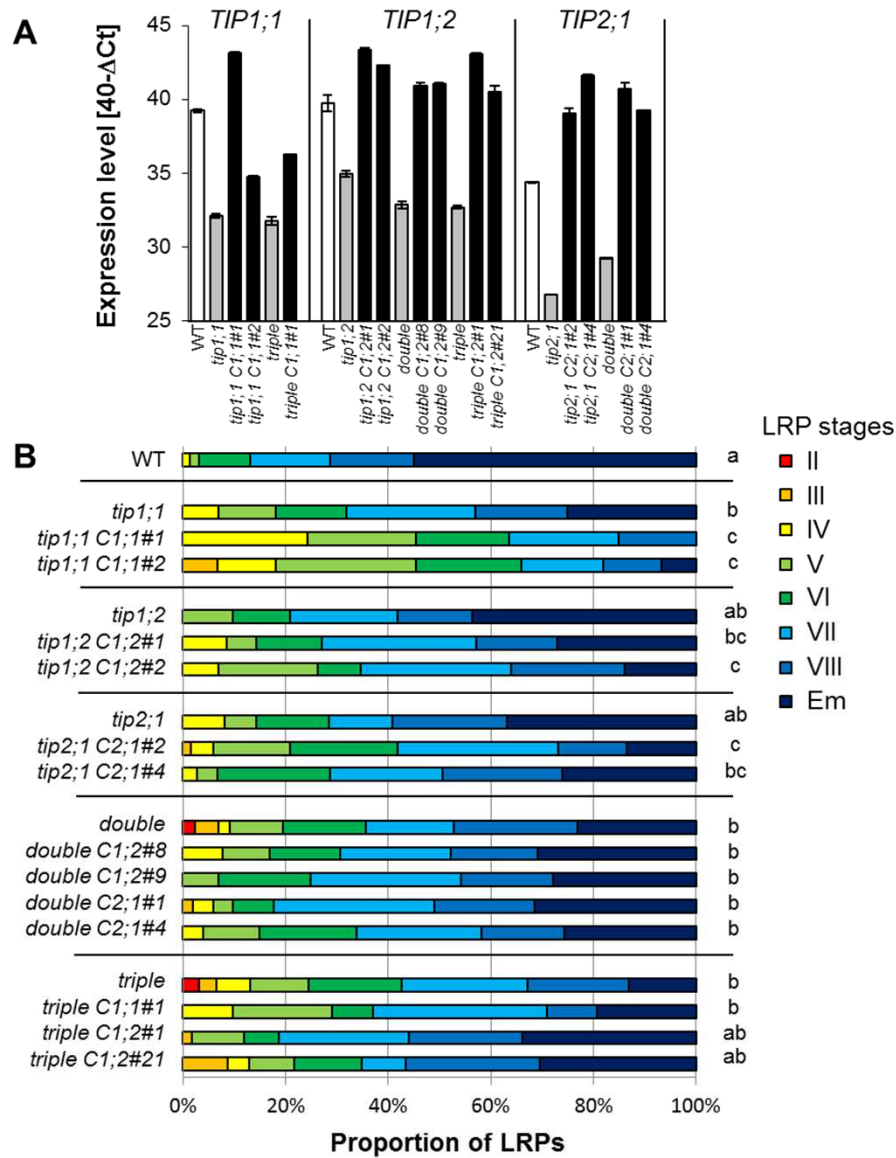 A
TIP1;1 TIP1;2 TIP2;1
Expression level [40-ΔCt]
45
40
35
30
25
WT
tip1;1
tip1;1 C1;1#1
tip1;1 C1;1#2
triple
triple C1;1#1
WT
tip1;2
tip1;2 C1;2#1
tip1;2 C1;2#2
double
double C1;2#8
double C1;2#9
triple
triple C1;2#1
triple C1;2#21
WT
tip2;1
tip2;1 C2;1#2
tip2;1 C2;1#4
double
double C2;1#1
double C2;1#4
B
WT a
tip1;1 b
tip1;1 C1;1#1 c
tip1;1 C1;1#2 c
tip1;2 ab
tip1;2 C1;2#1 bc
tip1;2 C1;2#2 c
tip2;1 ab
tip2;1 C2;1#2 c
tip2;1 C2;1#4 bc
double b
double C1;2#8 b
double C1;2#9 b
double C2;1#1 b
double C2;1#4 b
triple b
triple C1;1#1 b
triple C1;2#1 ab
triple C1;2#21 ab
0% 20% 40% 60% 80% 100%
Proportion of LRPs
LRP stages
II
III
IV
V
VI
VII
VIII
Em